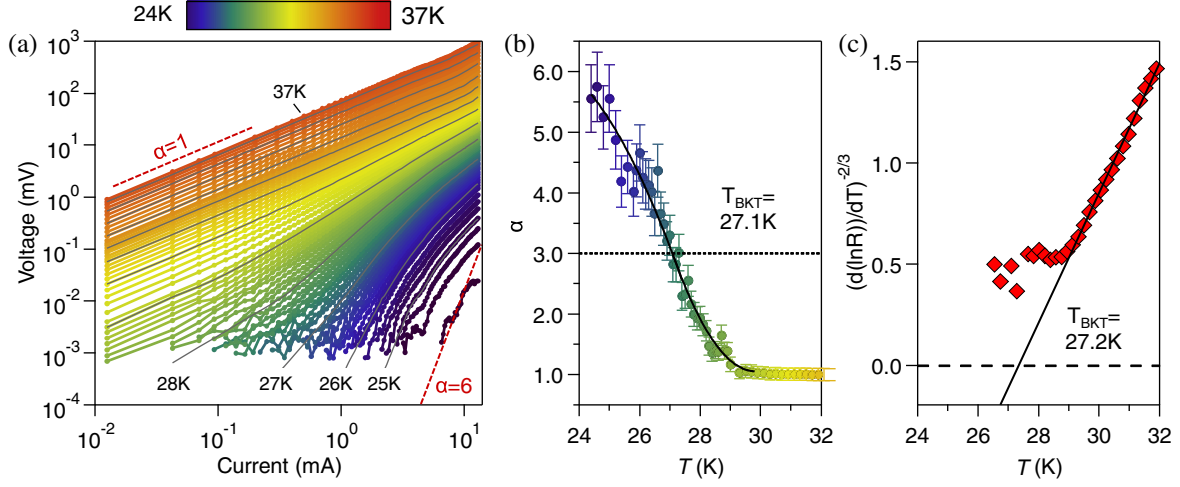 24K 37K
(a)
Voltage (mV)
10^3
10^2
10^1
10^0
10^-1
10^-2
10^-3
10^-4
α=1
37K
28K 27K 26K 25K
α=6
10^-2 10^-1 10^0 10^1
Current (mA)
(b)
α
6.0
5.0
4.0
3.0
2.0
1.0
T_BKT=
27.1K
24 26 28 30 32
T (K)
(c)
(d(lnR))/dT)^-2/3
1.5
1.0
0.5
0.0
T_BKT=
27.2K
24 26 28 30 32
T (K)